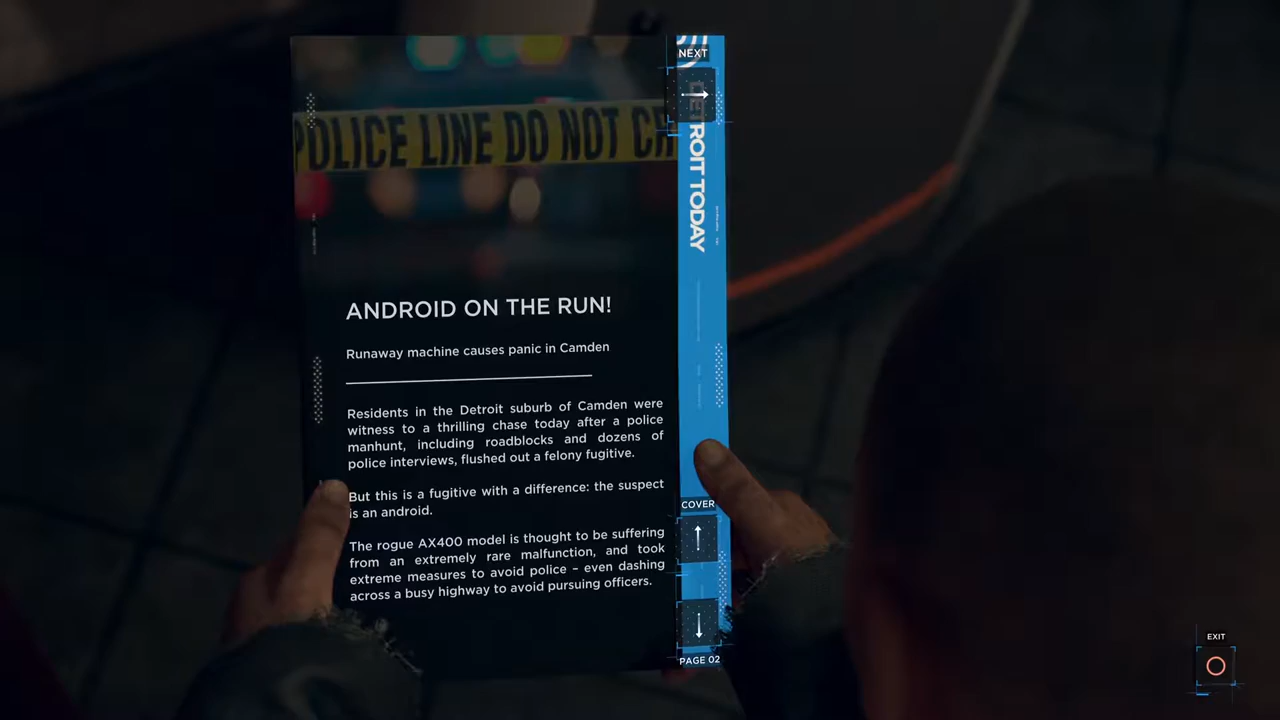 NEXT
POLICE LINE DO NOT
DETROIT TODAY
ANDROID ON THE RUN!
Runaway machine causes panic in Camden
Residents in the Detroit suburb of Camden were
witness to a thrilling chase today after a police
manhunt, including roadblocks and dozens of
police interviews, flushed out a felony fugitive.
But this is a fugitive with a difference: the suspect
is an android.
The rogue AX400 model is thought to be suffering
from an extremely rare malfunction, and took
extreme measures to avoid police – even dashing
across a busy highway to avoid pursuing officers.
COVER
PAGE 02
EXIT